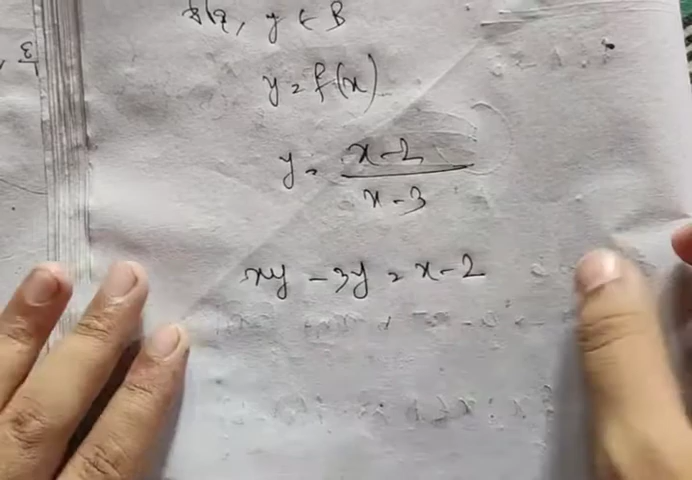 y ∈ B
y = f(x)
y = x-2 / x-3
xy - 3y = x-2